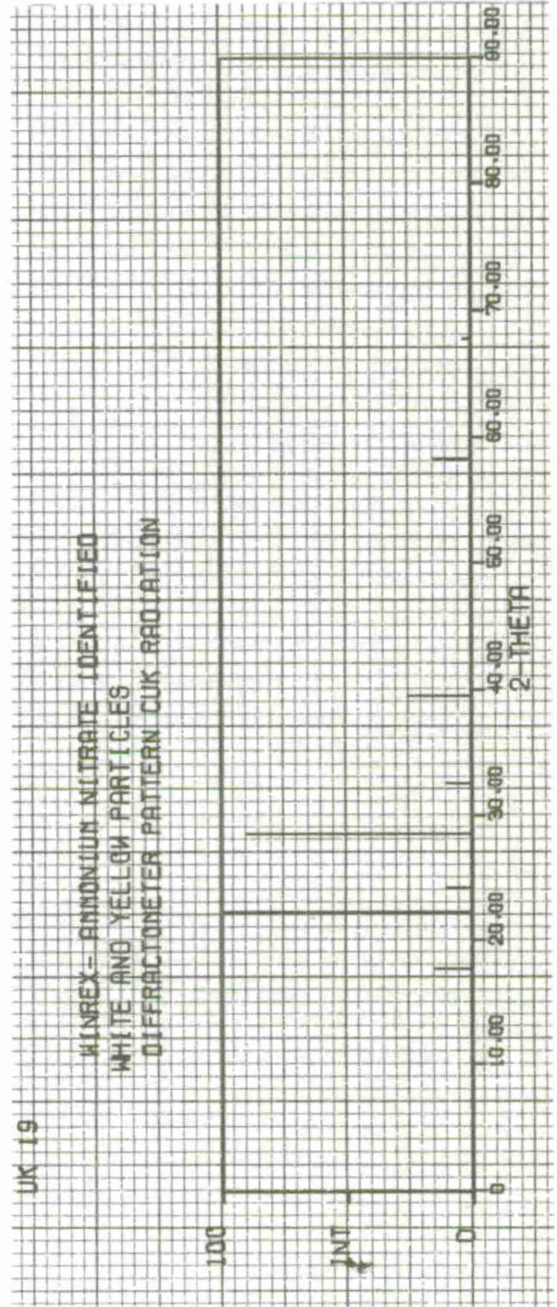 UK 19
WINREX- AMMONIUM NITRATE IDENTIFIED
WHITE AND YELLOW PARTICLES
DIFFRACTOMETER PATTERN CUK RADIATION
100
INT
0
0
10.00
20.00
30.00
40.00
50.00
60.00
70.00
80.00
90.00
2-THETA